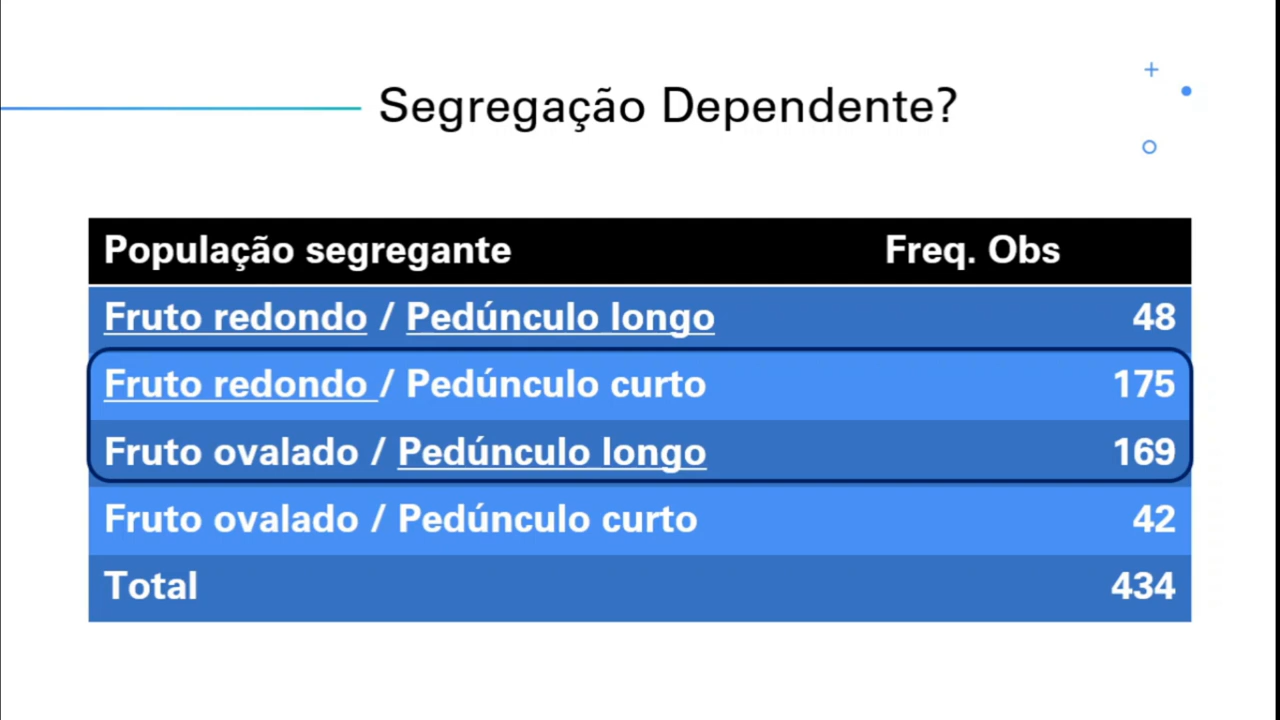 Segregação Dependente?
População segregante Freq. Obs
Fruto redondo / Pedúnculo longo 48
Fruto redondo / Pedúnculo curto 175
Fruto ovalado / Pedúnculo longo 169
Fruto ovalado / Pedúnculo curto 42
Total 434